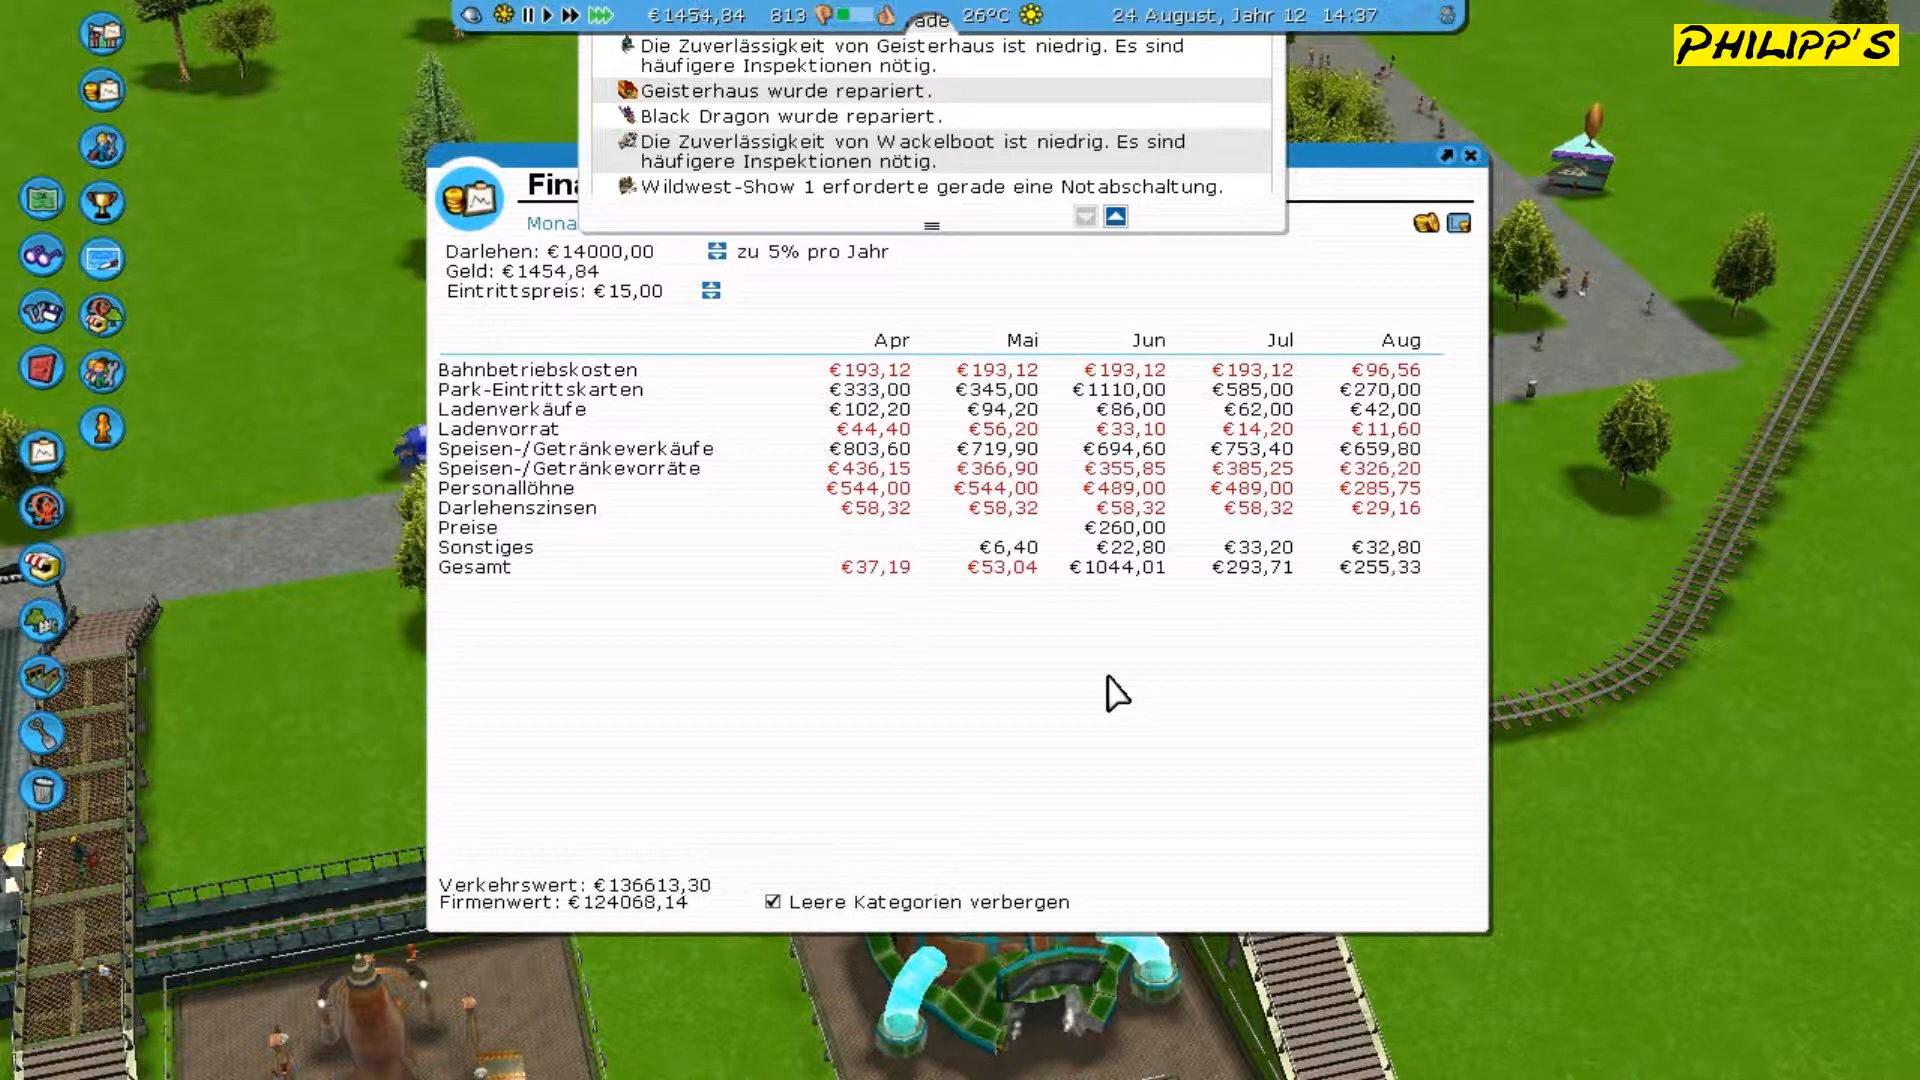 €1454,84 813 26°C 24 August, Jahr 12 14:37
PHILIPP'S
Die Zuverlässigkeit von Geisterhaus ist niedrig. Es sind
häufigere Inspektionen nötig.
Geisterhaus wurde repariert.
Black Dragon wurde repariert.
Die Zuverlässigkeit von Wackelboot ist niedrig. Es sind
häufigere Inspektionen nötig.
Wildwest-Show 1 erforderte gerade eine Notabschaltung.
Darlehen: €14000,00 zu 5% pro Jahr
Geld: €1454,84
Eintrittspreis: €15,00
Apr Mai Jun Jul Aug
Bahnbetriebskosten €193,12 €193,12 €193,12 €193,12 €96,56
Park-Eintrittskarten €333,00 €345,00 €1110,00 €585,00 €270,00
Ladenverkäufe €102,20 €94,20 €86,00 €62,00 €42,00
Ladenvorrat €44,40 €56,20 €33,10 €14,20 €11,60
Speisen-/Getränkeverkäufe €803,60 €719,90 €694,60 €753,40 €659,80
Speisen-/Getränkevorräte €436,15 €366,90 €355,85 €385,25 €326,20
Personallöhne €544,00 €544,00 €489,00 €489,00 €285,75
Darlehenszinsen €58,32 €58,32 €58,32 €58,32 €29,16
Preise €260,00
Sonstiges €6,40 €22,80 €33,20 €32,80
Gesamt €37,19 €53,04 €1044,01 €293,71 €255,33
Verkehrswert: €136613,30
Firmenwert: €124068,14 Leere Kategorien verbergen